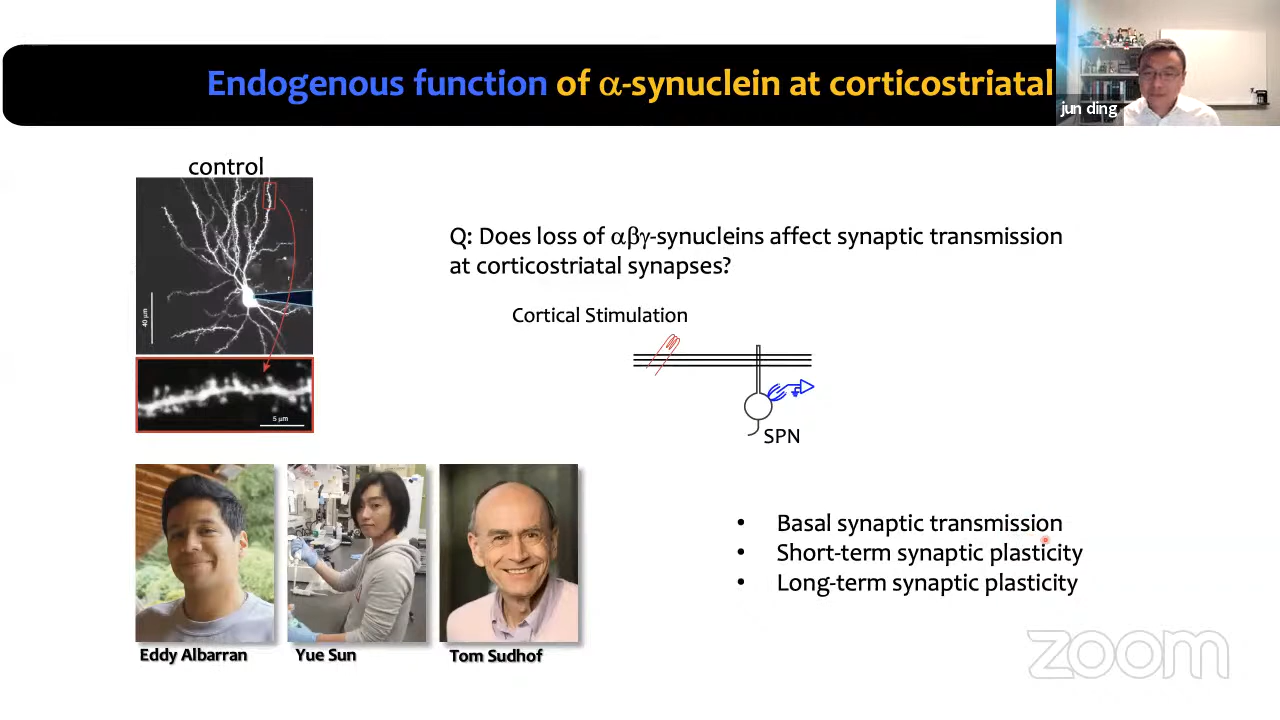 Endogenous function of α-synuclein at corticostriatal
jun ding
control
40 μm
5 μm
Q: Does loss of αβγ-synucleins affect synaptic transmission
at corticostriatal synapses?
Cortical Stimulation
SPN
Eddy Albarran
Yue Sun
Tom Sudhof
• Basal synaptic transmission
• Short-term synaptic plasticity
• Long-term synaptic plasticity
zoom